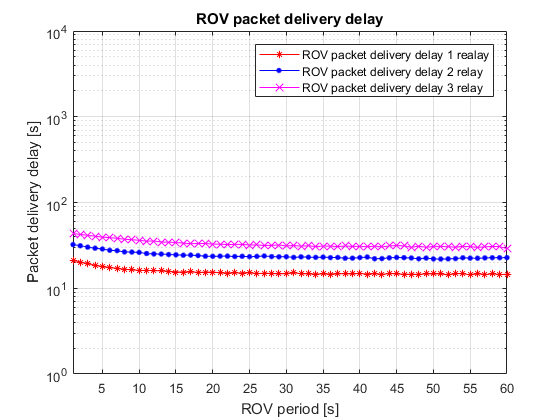 ROV packet delivery delay
10^4
10^3
10^2
10^1
10^0
Packet delivery delay [s]
ROV packet delivery delay 1 realay
ROV packet delivery delay 2 relay
ROV packet delivery delay 3 relay
5 10 15 20 25 30 35 40 45 50 55 60
ROV period [s]